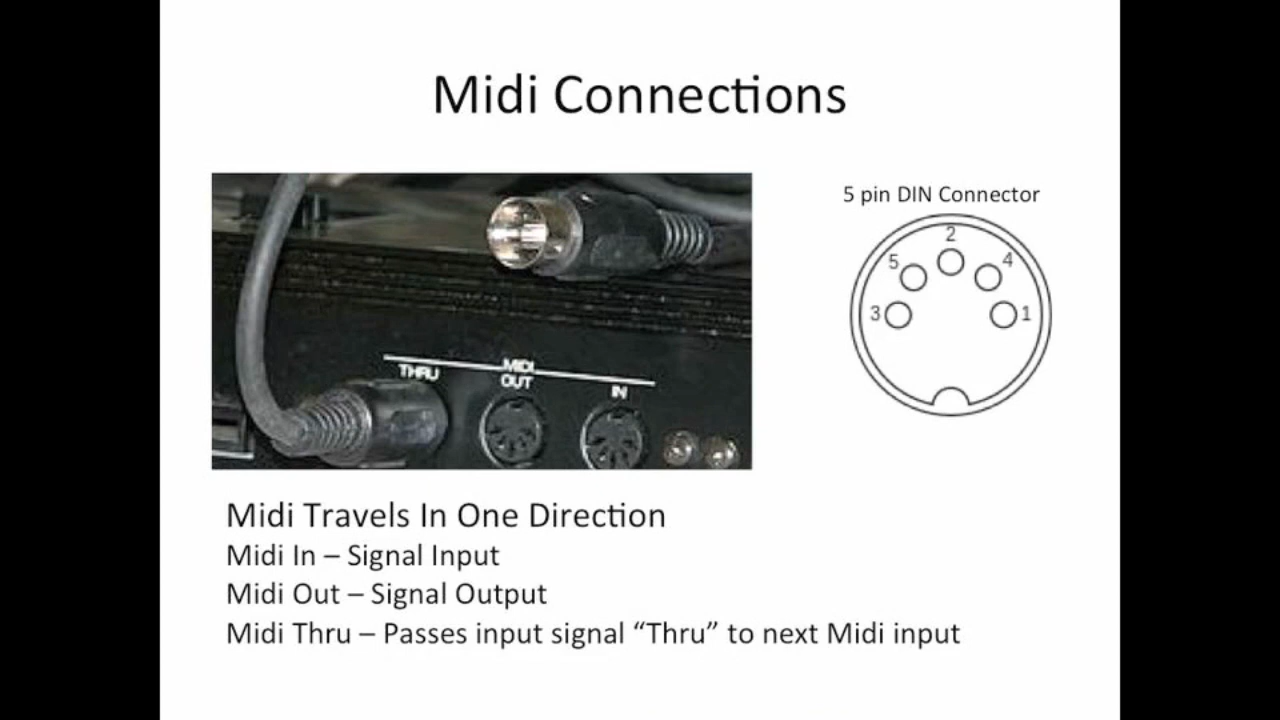 Midi Connections
5 pin DIN Connector
2
5
4
3
1
MIDI
THRU
OUT
IN
Midi Travels In One Direction
Midi In – Signal Input
Midi Out – Signal Output
Midi Thru – Passes input signal “Thru” to next Midi input